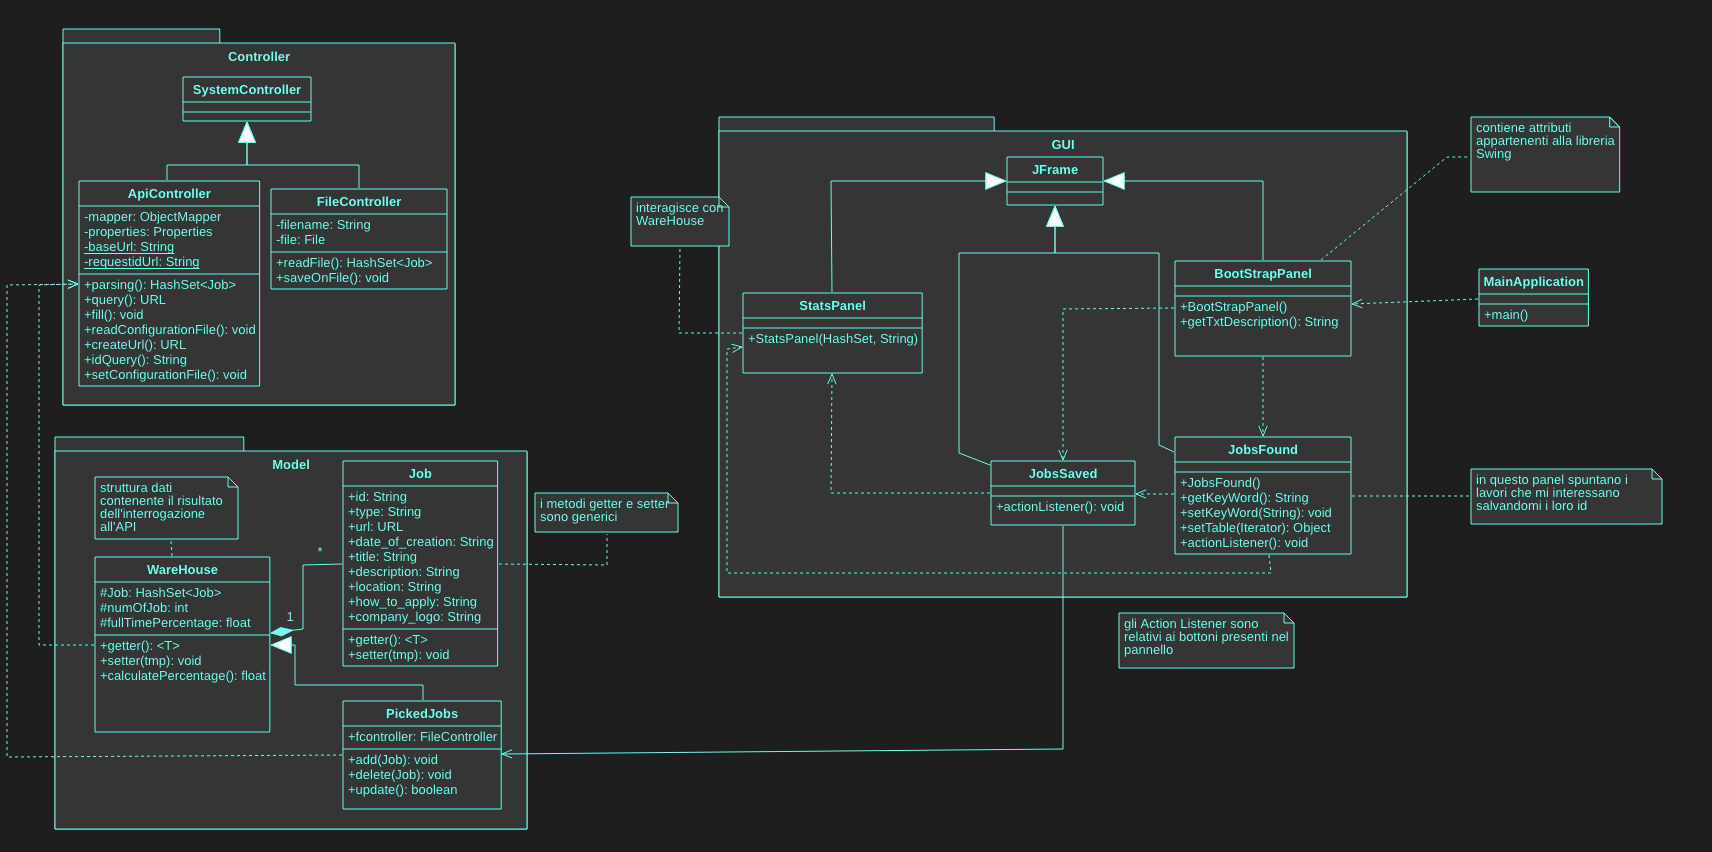 Controller
SystemController
ApiController
-mapper: ObjectMapper
-properties: Properties
-baseUrl: String
-requestidUrl: String
+parsing(): HashSet<Job>
+query(): URL
+fill(): void
+readConfigurationFile(): void
+createUrl(): URL
+idQuery(): String
+setConfigurationFile(): void
FileController
-filename: String
-file: File
+readFile(): HashSet<Job>
+saveOnFile(): void
Model
struttura dati
contenente il risultato
dell'interrogazione
all'API
WareHouse
#Job: HashSet<Job>
#numOfJob: int
#fullTimePercentage: float
+getter(): <T>
+setter(tmp): void
+calculatePercentage(): float
*
1
Job
+id: String
+type: String
+url: URL
+date_of_creation: String
+title: String
+description: String
+location: String
+how_to_apply: String
+company_logo: String
+getter(): <T>
+setter(tmp): void
i metodi getter e setter
sono generici
PickedJobs
+fcontroller: FileController
+add(Job): void
+delete(Job): void
+update(): boolean
GUI
JFrame
interagisce con
WareHouse
StatsPanel
+StatsPanel(HashSet, String)
BootStrapPanel
+BootStrapPanel()
+getTxtDescription(): String
JobsSaved
+actionListener(): void
JobsFound
+JobsFound()
+getKeyWord(): String
+setKeyWord(String): void
+setTable(Iterator): Object
+actionListener(): void
contiene attributi
appartenenti alla libreria
Swing
MainApplication
+main()
in questo panel spuntano i
lavori che mi interessano
salvandomi i loro id
gli Action Listener sono
relativi ai bottoni presenti nel
pannello